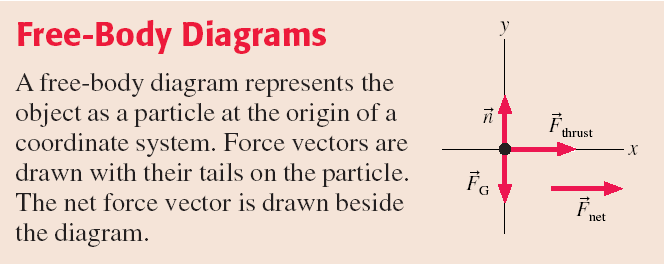 Free-Body Diagrams
A free-body diagram represents the
object as a particle at the origin of a
coordinate system. Force vectors are
drawn with their tails on the particle.
The net force vector is drawn beside
the diagram.
y
n⃗
F⃗thrust
x
F⃗G
F⃗net